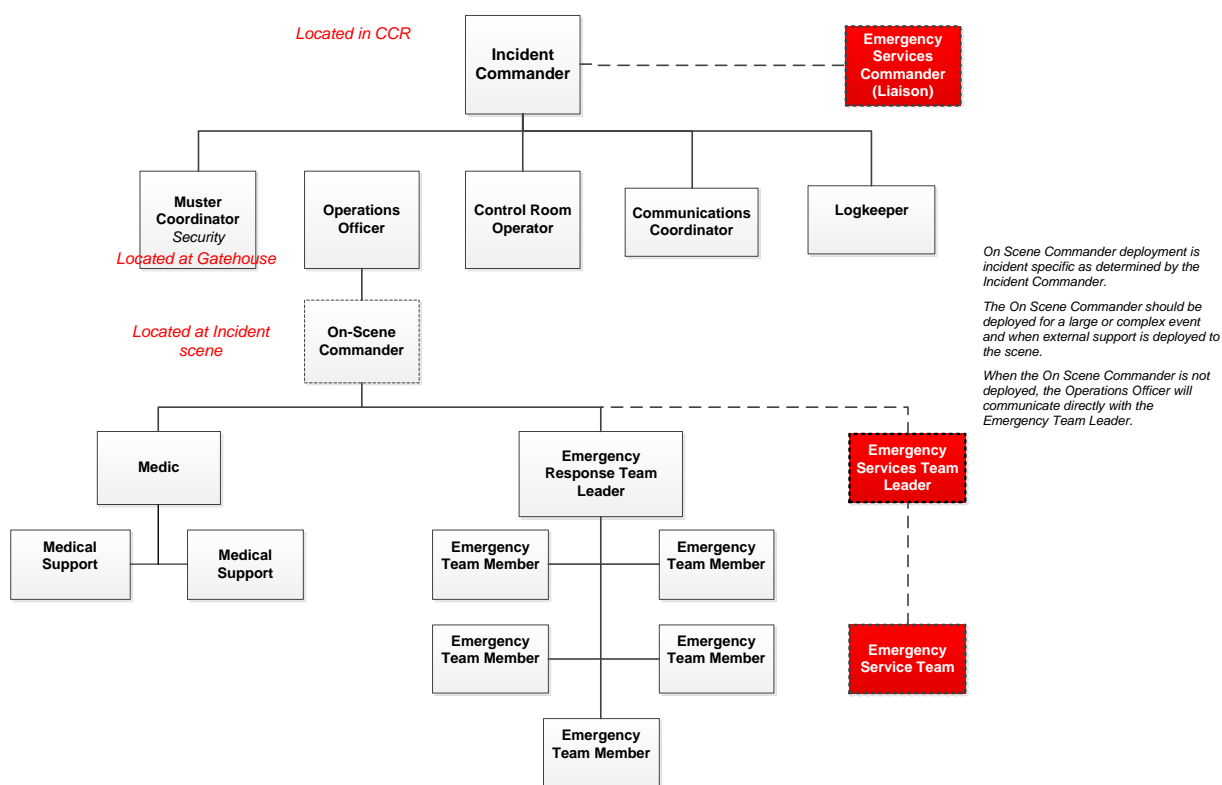 Located in CCR
Incident
Commander
Emergency
Services
Commander
(Liaison)
Muster
Coordinator
Security
Located at Gatehouse
Operations
Officer
Control Room
Operator
Communications
Coordinator
Logkeeper
On Scene Commander deployment is
incident specific as determined by the
Incident Commander.
The On Scene Commander should be
deployed for a large or complex event
and when external support is deployed to
the scene.
When the On Scene Commander is not
deployed, the Operations Officer will
communicate directly with the
Emergency Team Leader.
Located at Incident
scene
On-Scene
Commander
Medic
Emergency
Response Team
Leader
Emergency
Services Team
Leader
Medical
Support
Medical
Support
Emergency
Team Member
Emergency
Team Member
Emergency
Team Member
Emergency
Team Member
Emergency
Service Team
Emergency
Team Member